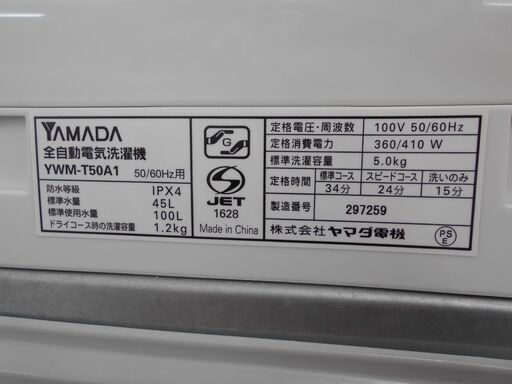 YAMADA
全自動電気洗濯機
YWM-T50A1 50/60Hz用
防水等級 IPX4
標準水量 45L
標準使用水量 100L
ドライコース時の洗濯容量 1.2kg
G
S
JET
1628
Made in China
定格電圧・周波数 100V 50/60Hz
定格消費電力 360/410 W
標準容量 5.0kg
定格時間 標準コース スピードコース 洗いのみ
34分 24分 15分
製造番号 297259
株式会社 ヤマダ電機
PS
E